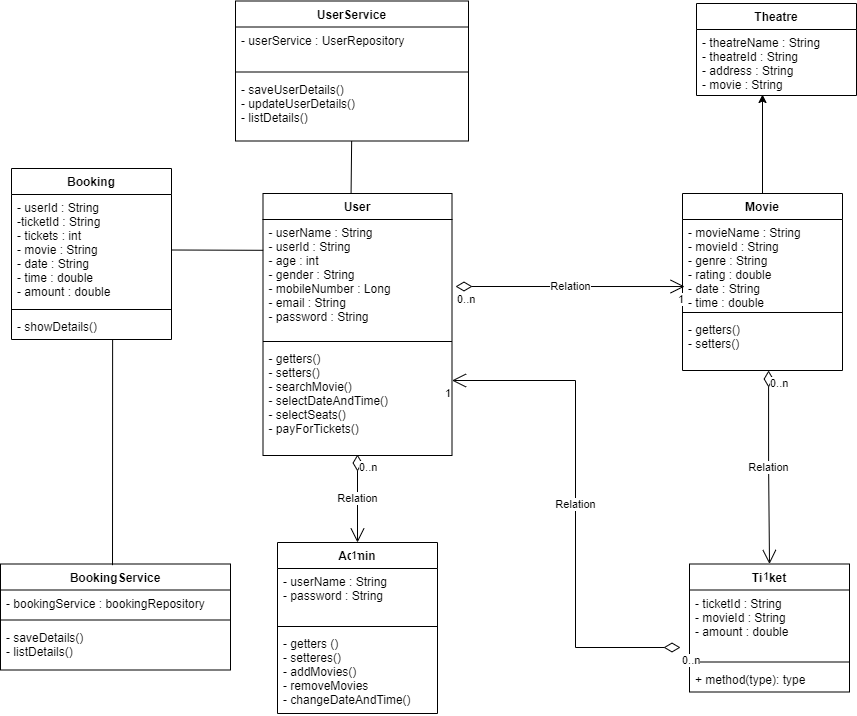 UserService
- userService : UserRepository
- saveUserDetails()
- updateUserDetails()
- listDetails()
Theatre
- theatreName : String
- theatreId : String
- address : String
- movie : String
Booking
- userId : String
-ticketId : String
- tickets : int
- movie : String
- date : String
- time : double
- amount : double
- showDetails()
User
- userName : String
- userId : String
- age : int
- gender : String
- mobileNumber : Long
- email : String
- password : String
- getters()
- setters()
- searchMovie()
- selectDateAndTime()
- selectSeats()
- payForTickets()
0..n
Relation
1
Movie
- movieName : String
- movieId : String
- genre : String
- rating : double
- date : String
- time : double
- getters()
- setters()
0..n
Relation
1
0..n
Relation
1
Admin
- userName : String
- password : String
- getters ()
- setteres()
- addMovies()
- removeMovies
- changeDateAndTime()
1
Relation
0..n
BookingService
- bookingService : bookingRepository
- saveDetails()
- listDetails()
Ticket
- ticketId : String
- movieId : String
- amount : double
+ method(type): type